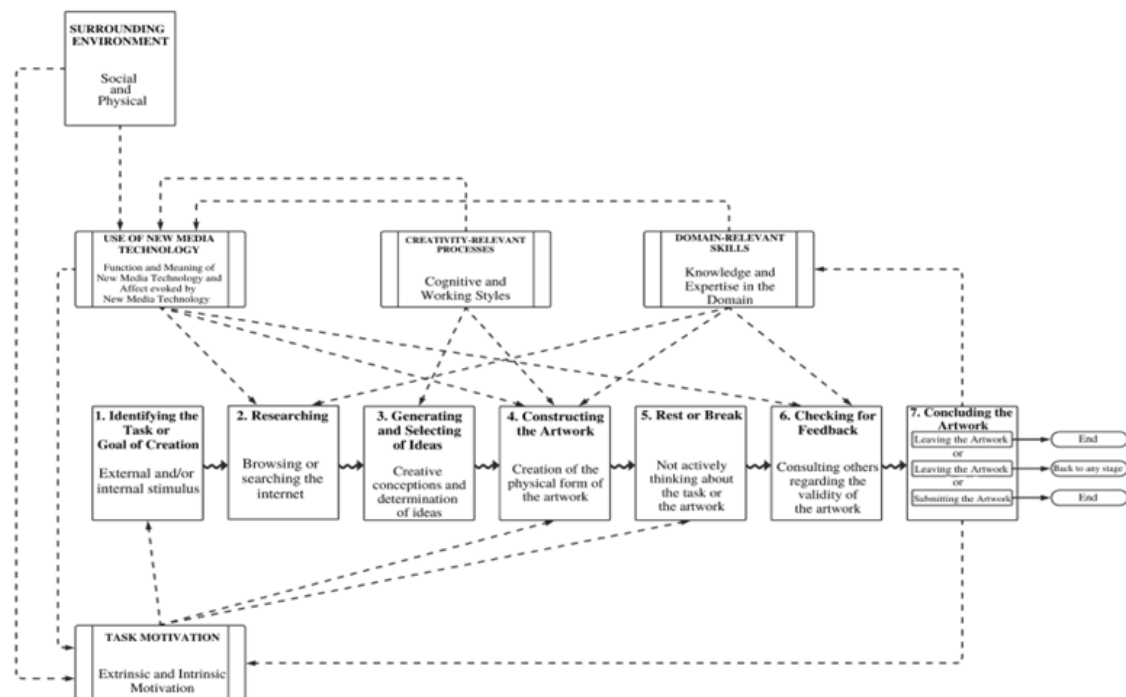 SURROUNDING
ENVIRONMENT
Social
and
Physical
USE OF NEW MEDIA
TECHNOLOGY
Function and Meaning of
New Media Technology and
Affect evoked by
New Media Technology
CREATIVITY-RELEVANT
PROCESSES
Cognitive and
Working Styles
DOMAIN-RELEVANT
SKILLS
Knowledge and
Expertise in the
Domain
1. Identifying the
Task or
Goal of Creation
External and/or
internal stimulus
2. Researching
Browsing or
searching the
internet
3. Generating
and Selecting
of Ideas
Creative
conceptions and
determination
of ideas
4. Constructing
the Artwork
Creation of the
physical form of
the artwork
5. Rest or Break
Not actively
thinking about
the task or
the artwork
6. Checking for
Feedback
Consulting others
regarding the
validity of
the artwork
7. Concluding the
Artwork
Leaving the Artwork
or
Leaving the Artwork
or
Submitting the Artwork
End
Back to any stage
End
TASK MOTIVATION
Extrinsic and Intrinsic
Motivation